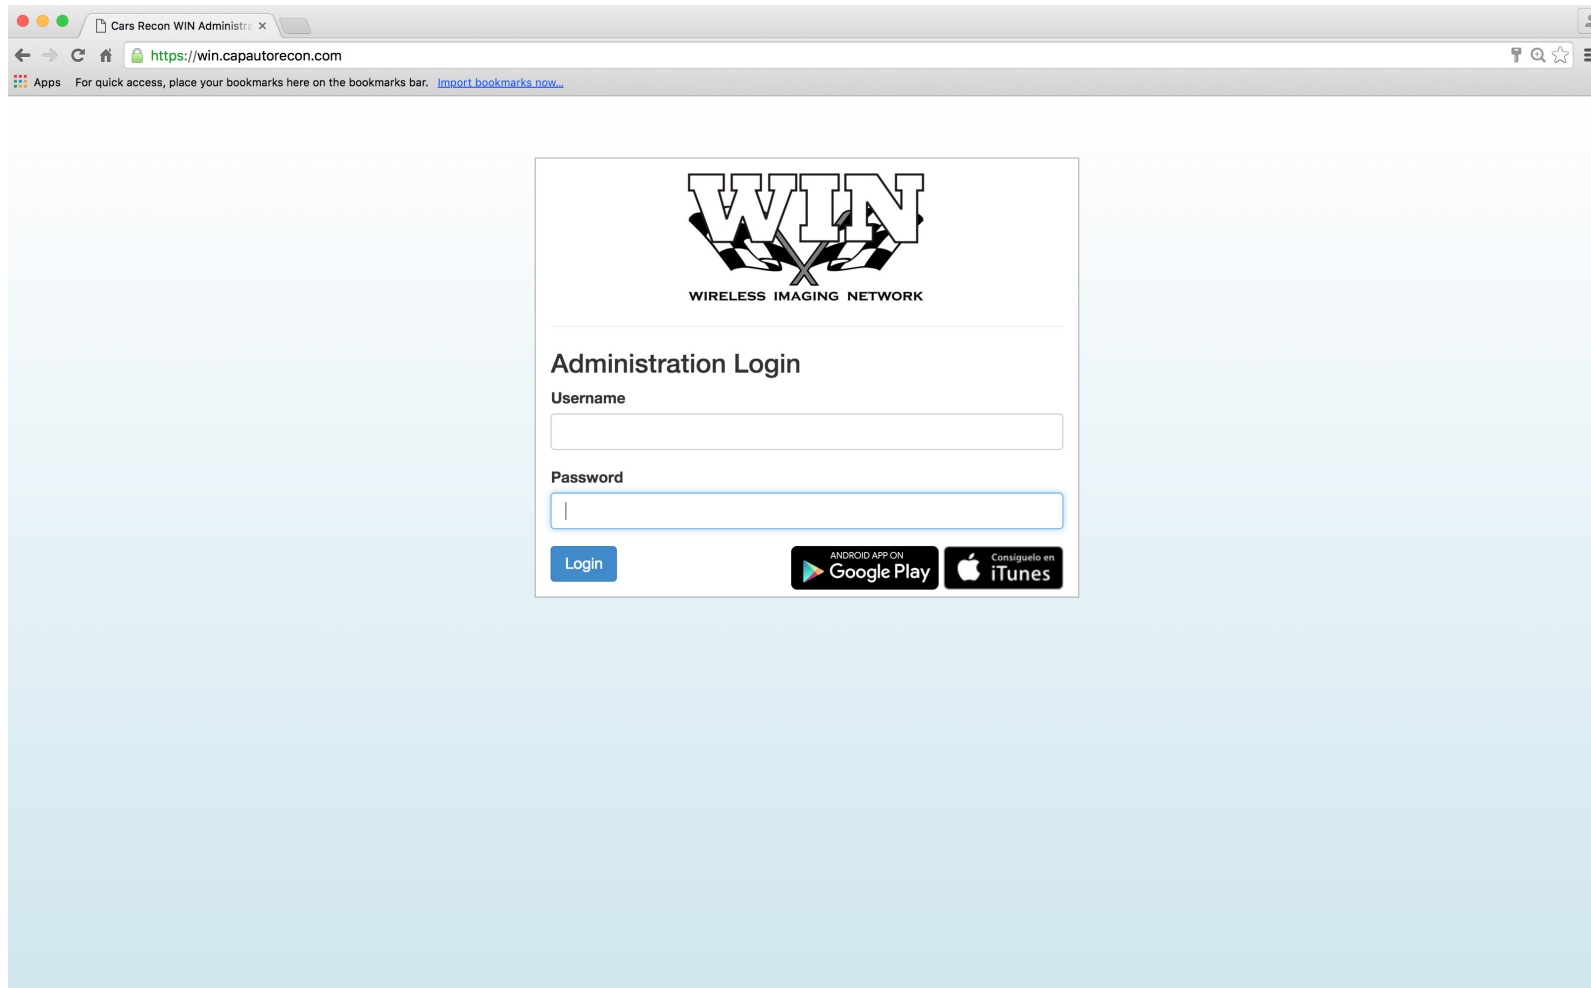 Cars Recon WIN Administra
https://win.capautorecon.com
Apps For quick access, place your bookmarks here on the bookmarks bar. Import bookmarks now...
WIN
WIRELESS IMAGING NETWORK
Administration Login
Username
Password
Login
ANDROID APP ON
Google Play
Consíguelo en
iTunes